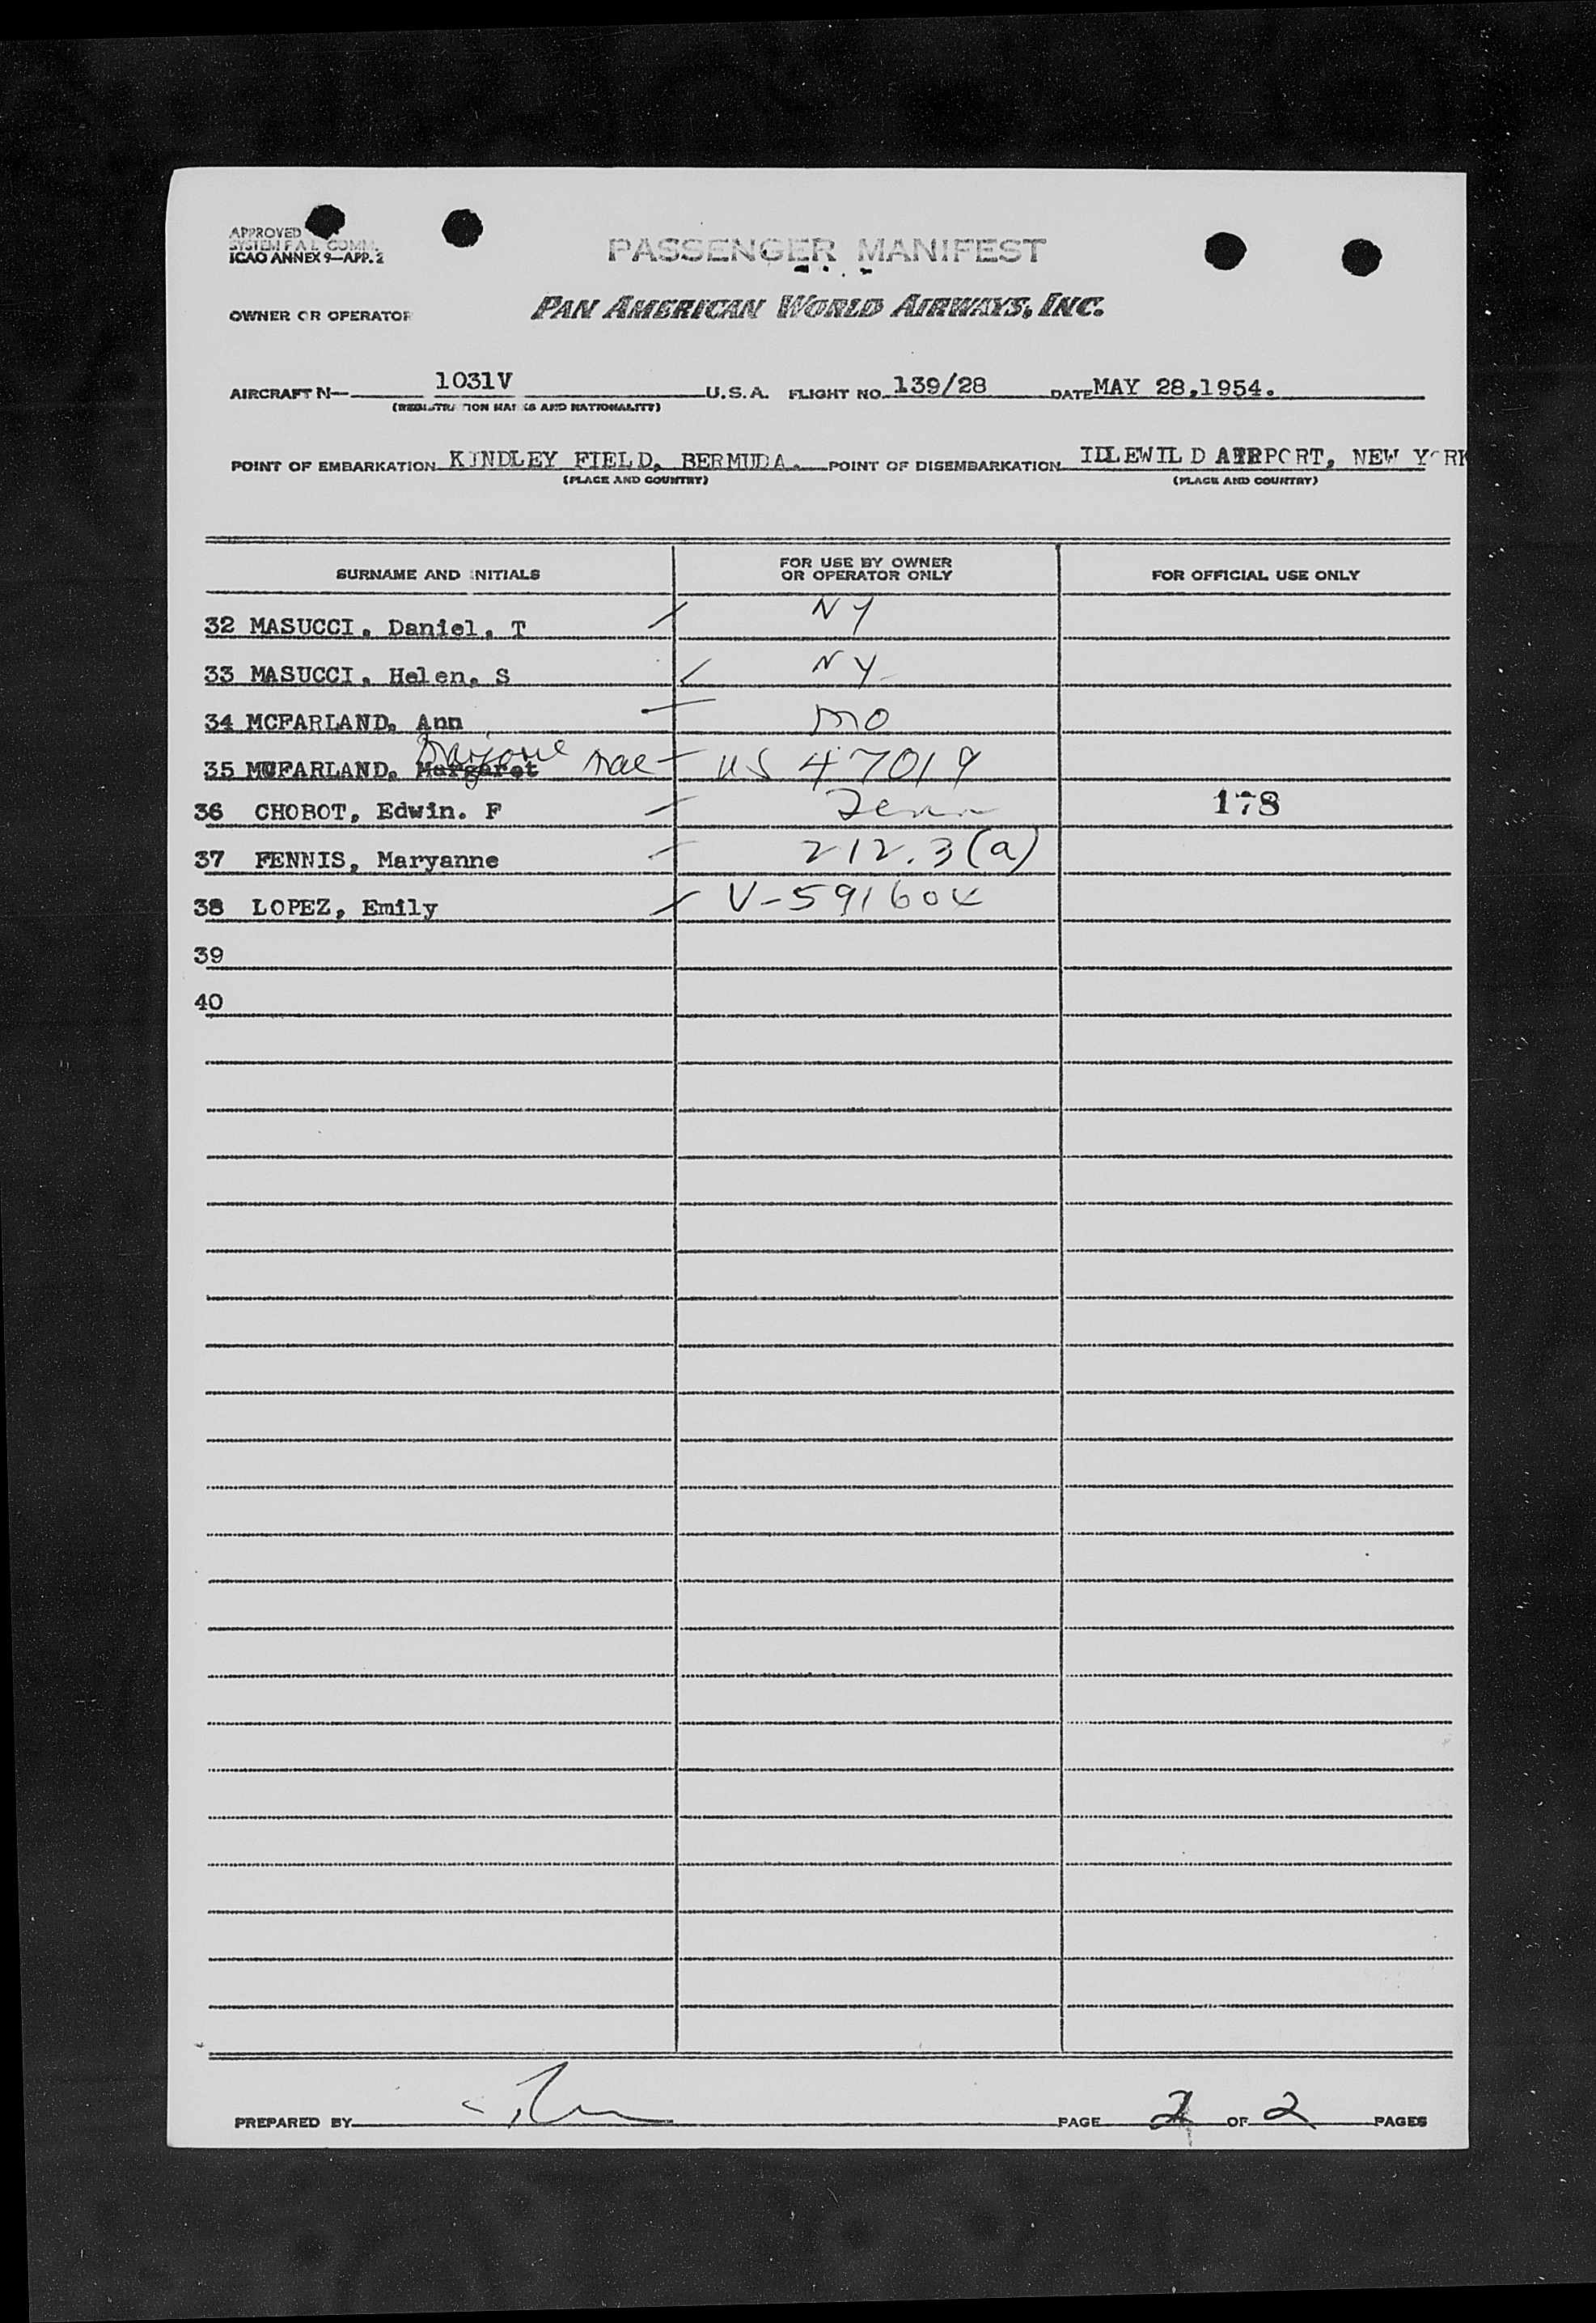 APPROVED
SYSTEM F.A.L. COMM.
ICAO ANNEX 9—APP. 2
PASSENGER MANIFEST
OWNER OR OPERATOR PAN AMERICAN WORLD AIRWAYS, INC.
AIRCRAFT N— 1031V U.S.A. FLIGHT NO. 139/28 DATE MAY 28,1954.
(REGISTRATION MARKS AND NATIONALITY)
POINT OF EMBARKATION KINDLEY FIELD, BERMUDA. POINT OF DISEMBARKATION IDLEWILD AIRPORT, NEW YORK
(PLACE AND COUNTRY) (PLACE AND COUNTRY)
SURNAME AND INITIALS FOR USE BY OWNER OR OPERATOR ONLY FOR OFFICIAL USE ONLY
32 MASUCCI, Daniel, T NY
33 MASUCCI, Helen, S NY
34 MCFARLAND, Ann MO
35 MCFARLAND, Margaret Marjorie Mae US 47019
36 CHOBOT, Edwin. F 178
37 FENNIS, Maryanne 212.3(a)
38 LOPEZ, Emily V-591604
39
40
PREPARED BY PAGE 2 OF 2 PAGES